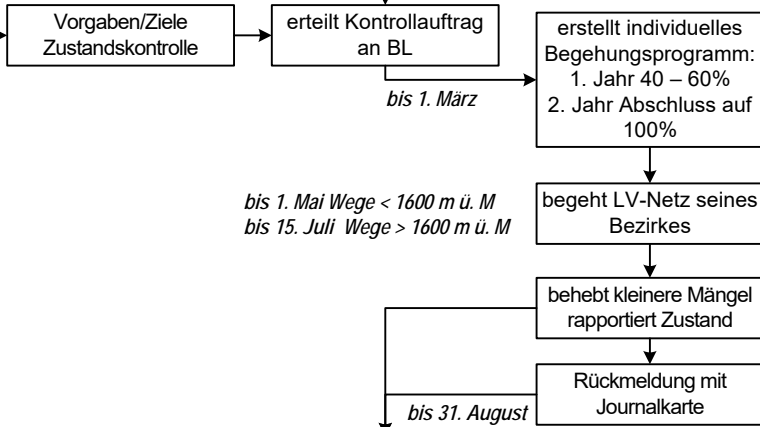 Vorgaben/Ziele
Zustandskontrolle
erteilt Kontrollauftrag
an BL
bis 1. März
erstellt individuelles
Begehungsprogramm:
1. Jahr 40 – 60%
2. Jahr Abschluss auf
100%
bis 1. Mai Wege < 1600 m ü. M
bis 15. Juli Wege > 1600 m ü. M
begeht LV-Netz seines
Bezirkes
behebt kleinere Mängel
rapportiert Zustand
Rückmeldung mit
Journalkarte
bis 31. August